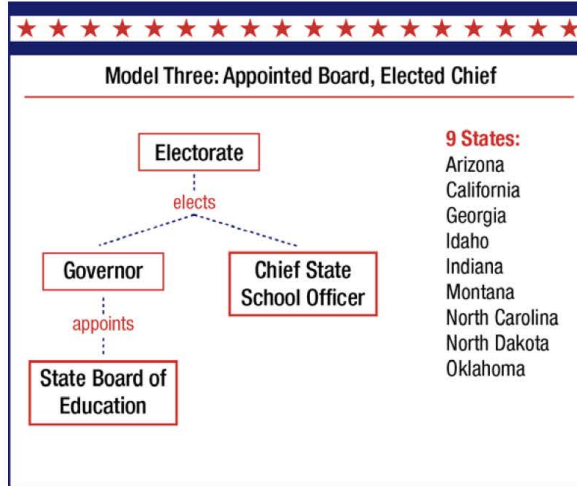 Model Three: Appointed Board, Elected Chief
Electorate
elects
Governor
Chief State
School Officer
appoints
State Board of
Education
9 States:
Arizona
California
Georgia
Idaho
Indiana
Montana
North Carolina
North Dakota
Oklahoma